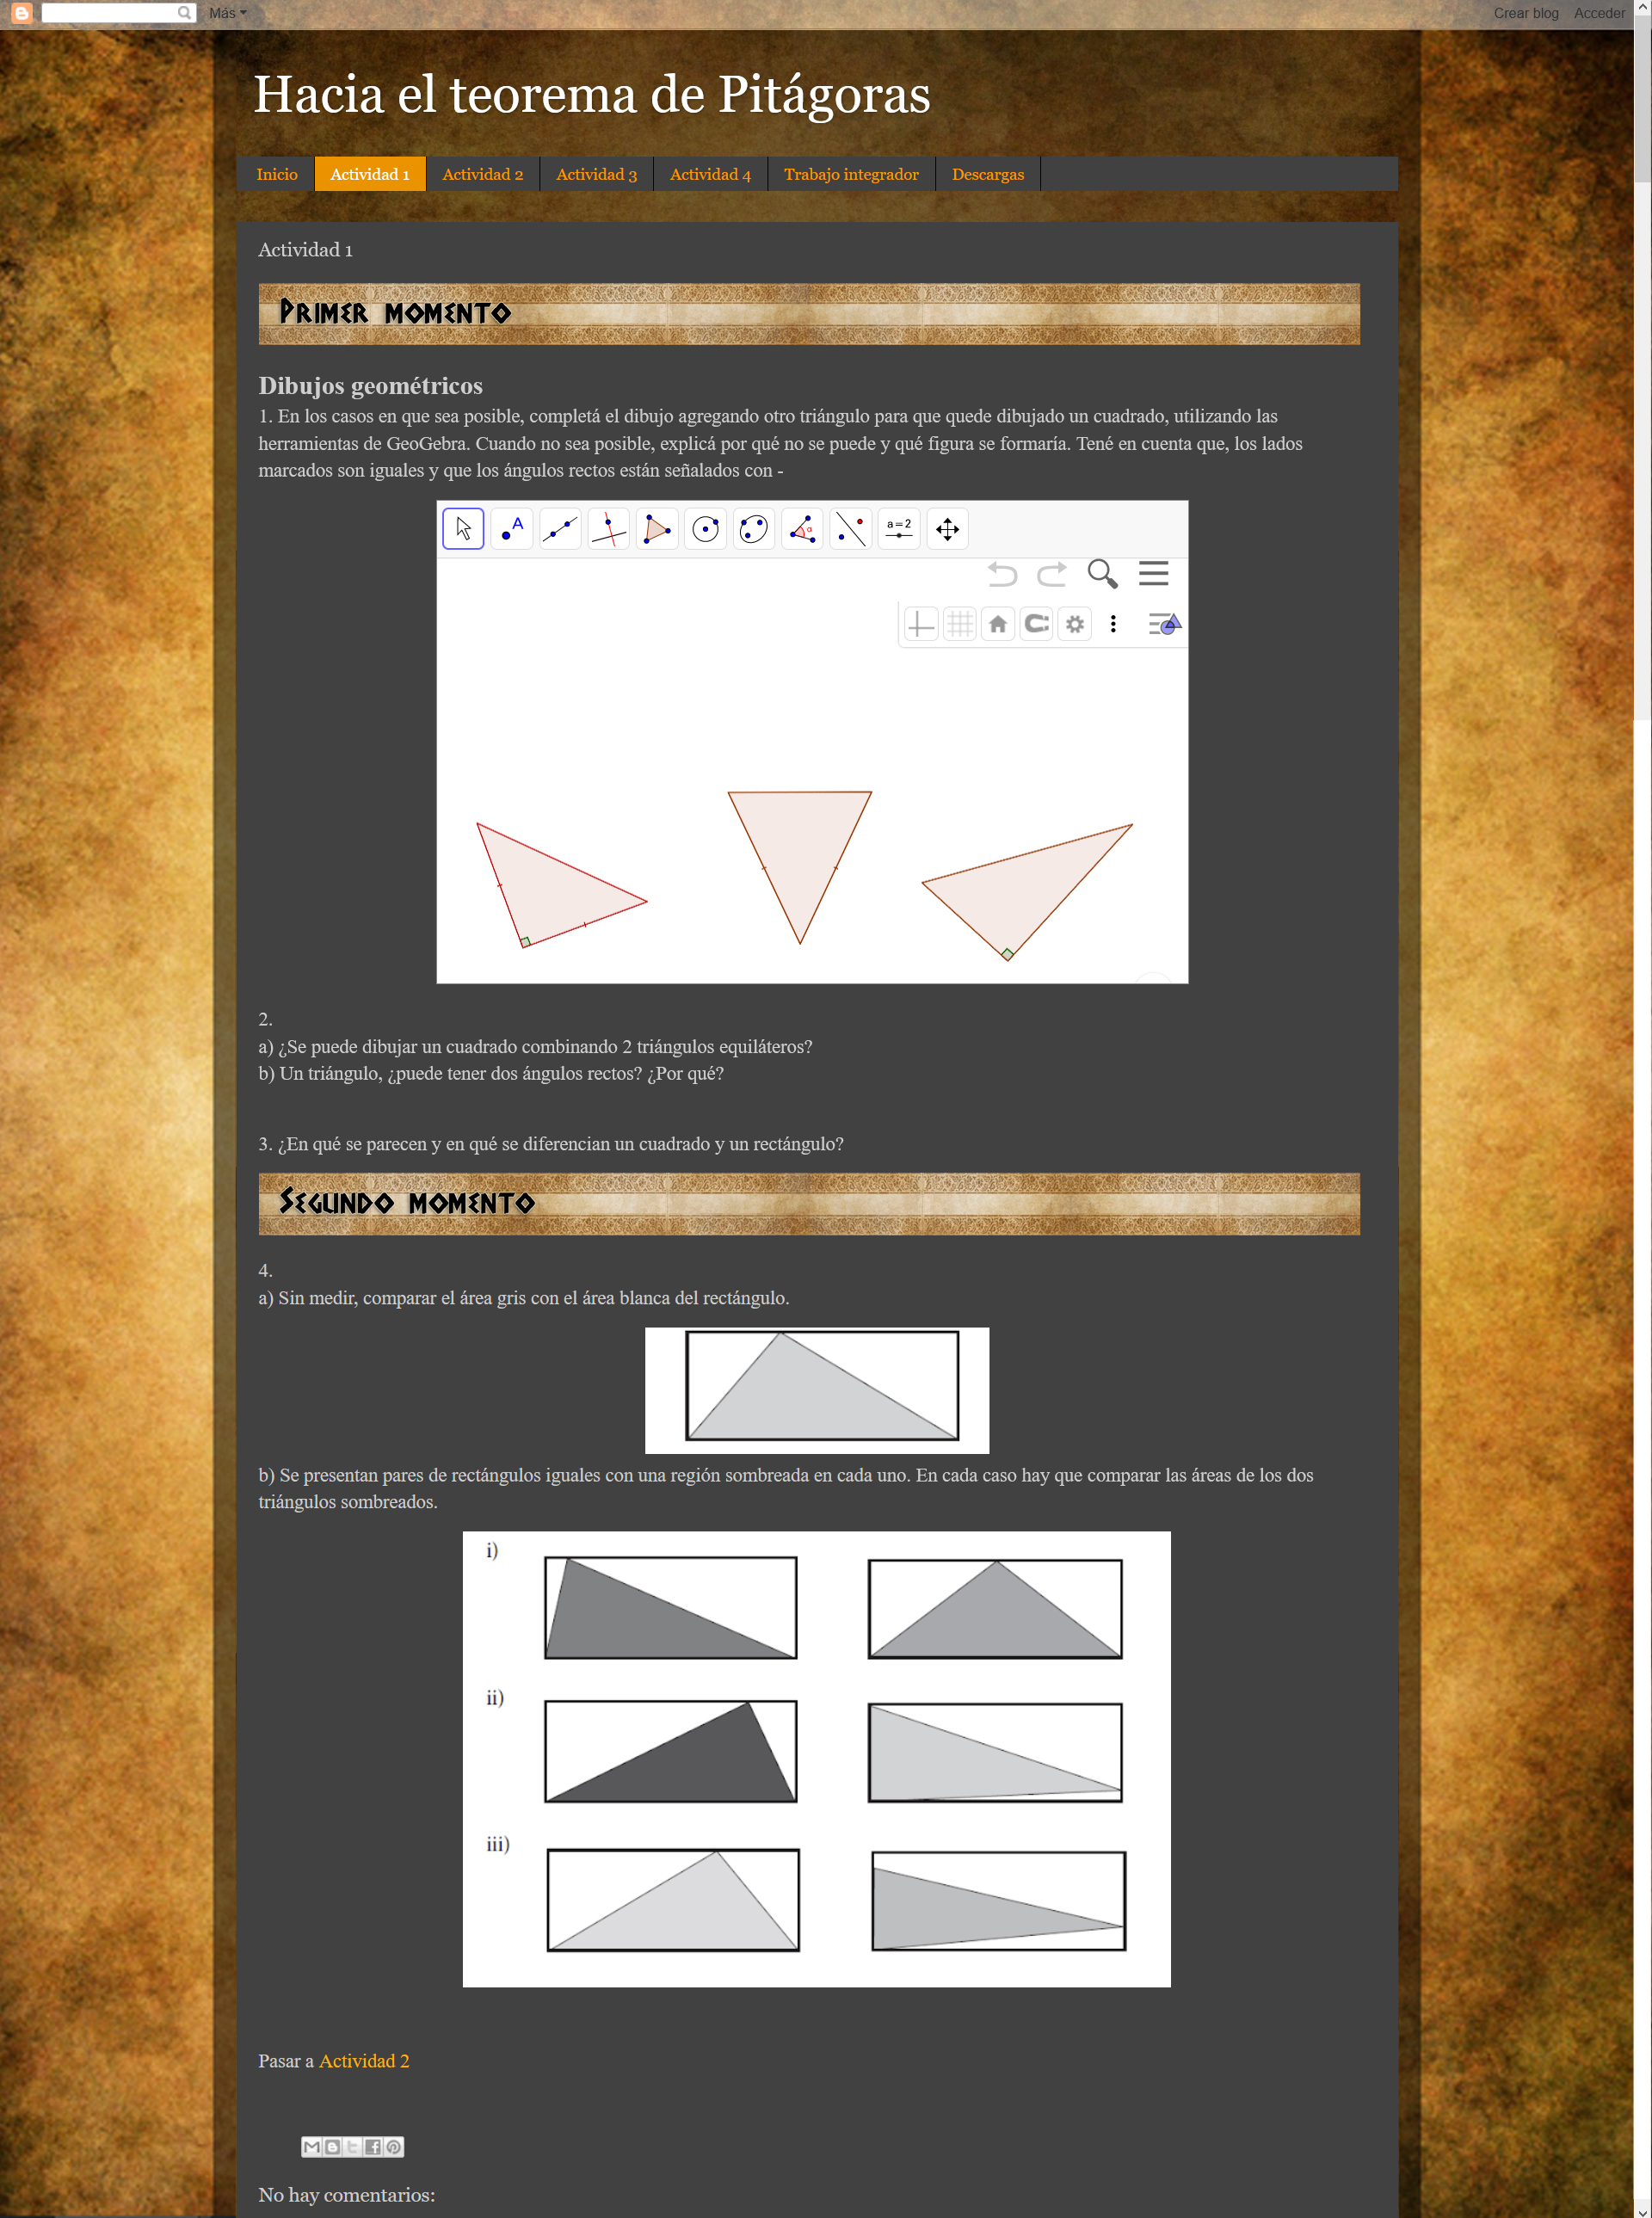 Más
Crear blog
Acceder
Hacia el teorema de Pitágoras
Inicio
Actividad 1
Actividad 2
Actividad 3
Actividad 4
Trabajo integrador
Descargas
Actividad 1
Primer momento
Dibujos geométricos
1. En los casos en que sea posible, completá el dibujo agregando otro triángulo para que quede dibujado un cuadrado, utilizando las
herramientas de GeoGebra. Cuando no sea posible, explicá por qué no se puede y qué figura se formaría. Tené en cuenta que, los lados
marcados son iguales y que los ángulos rectos están señalados con -
A
α
a=2
2.
a) ¿Se puede dibujar un cuadrado combinando 2 triángulos equiláteros?
b) Un triángulo, ¿puede tener dos ángulos rectos? ¿Por qué?
3. ¿En qué se parecen y en qué se diferencian un cuadrado y un rectángulo?
Segundo momento
4.
a) Sin medir, comparar el área gris con el área blanca del rectángulo.
b) Se presentan pares de rectángulos iguales con una región sombreada en cada uno. En cada caso hay que comparar las áreas de los dos
triángulos sombreados.
i)
ii)
iii)
Pasar a Actividad 2
No hay comentarios: